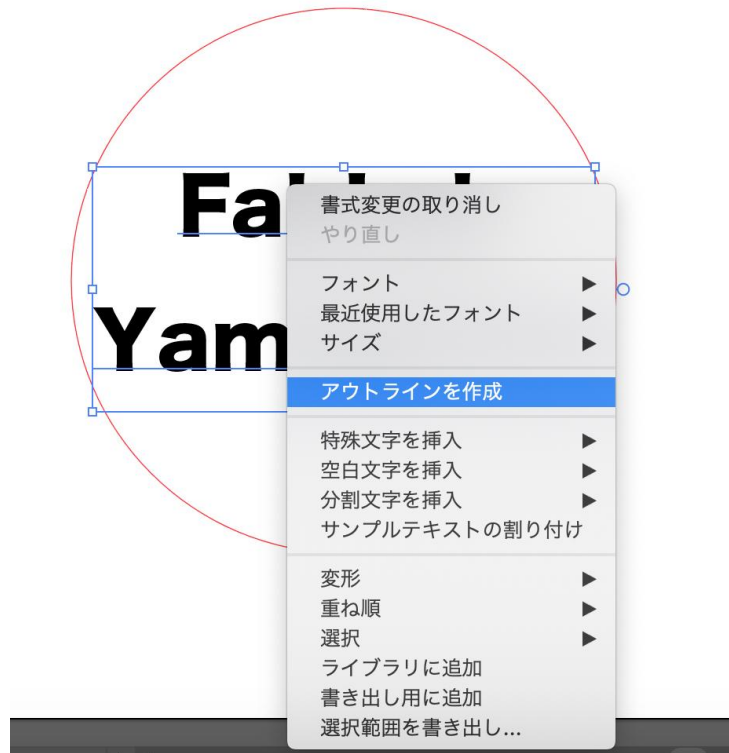 Fa
Yam
書式変更の取り消し
やり直し
フォント
最近使用したフォント
サイズ
アウトラインを作成
特殊文字を挿入
空白文字を挿入
分割文字を挿入
サンプルテキストの割り付け
変形
重ね順
選択
ライブラリに追加
書き出し用に追加
選択範囲を書き出し...